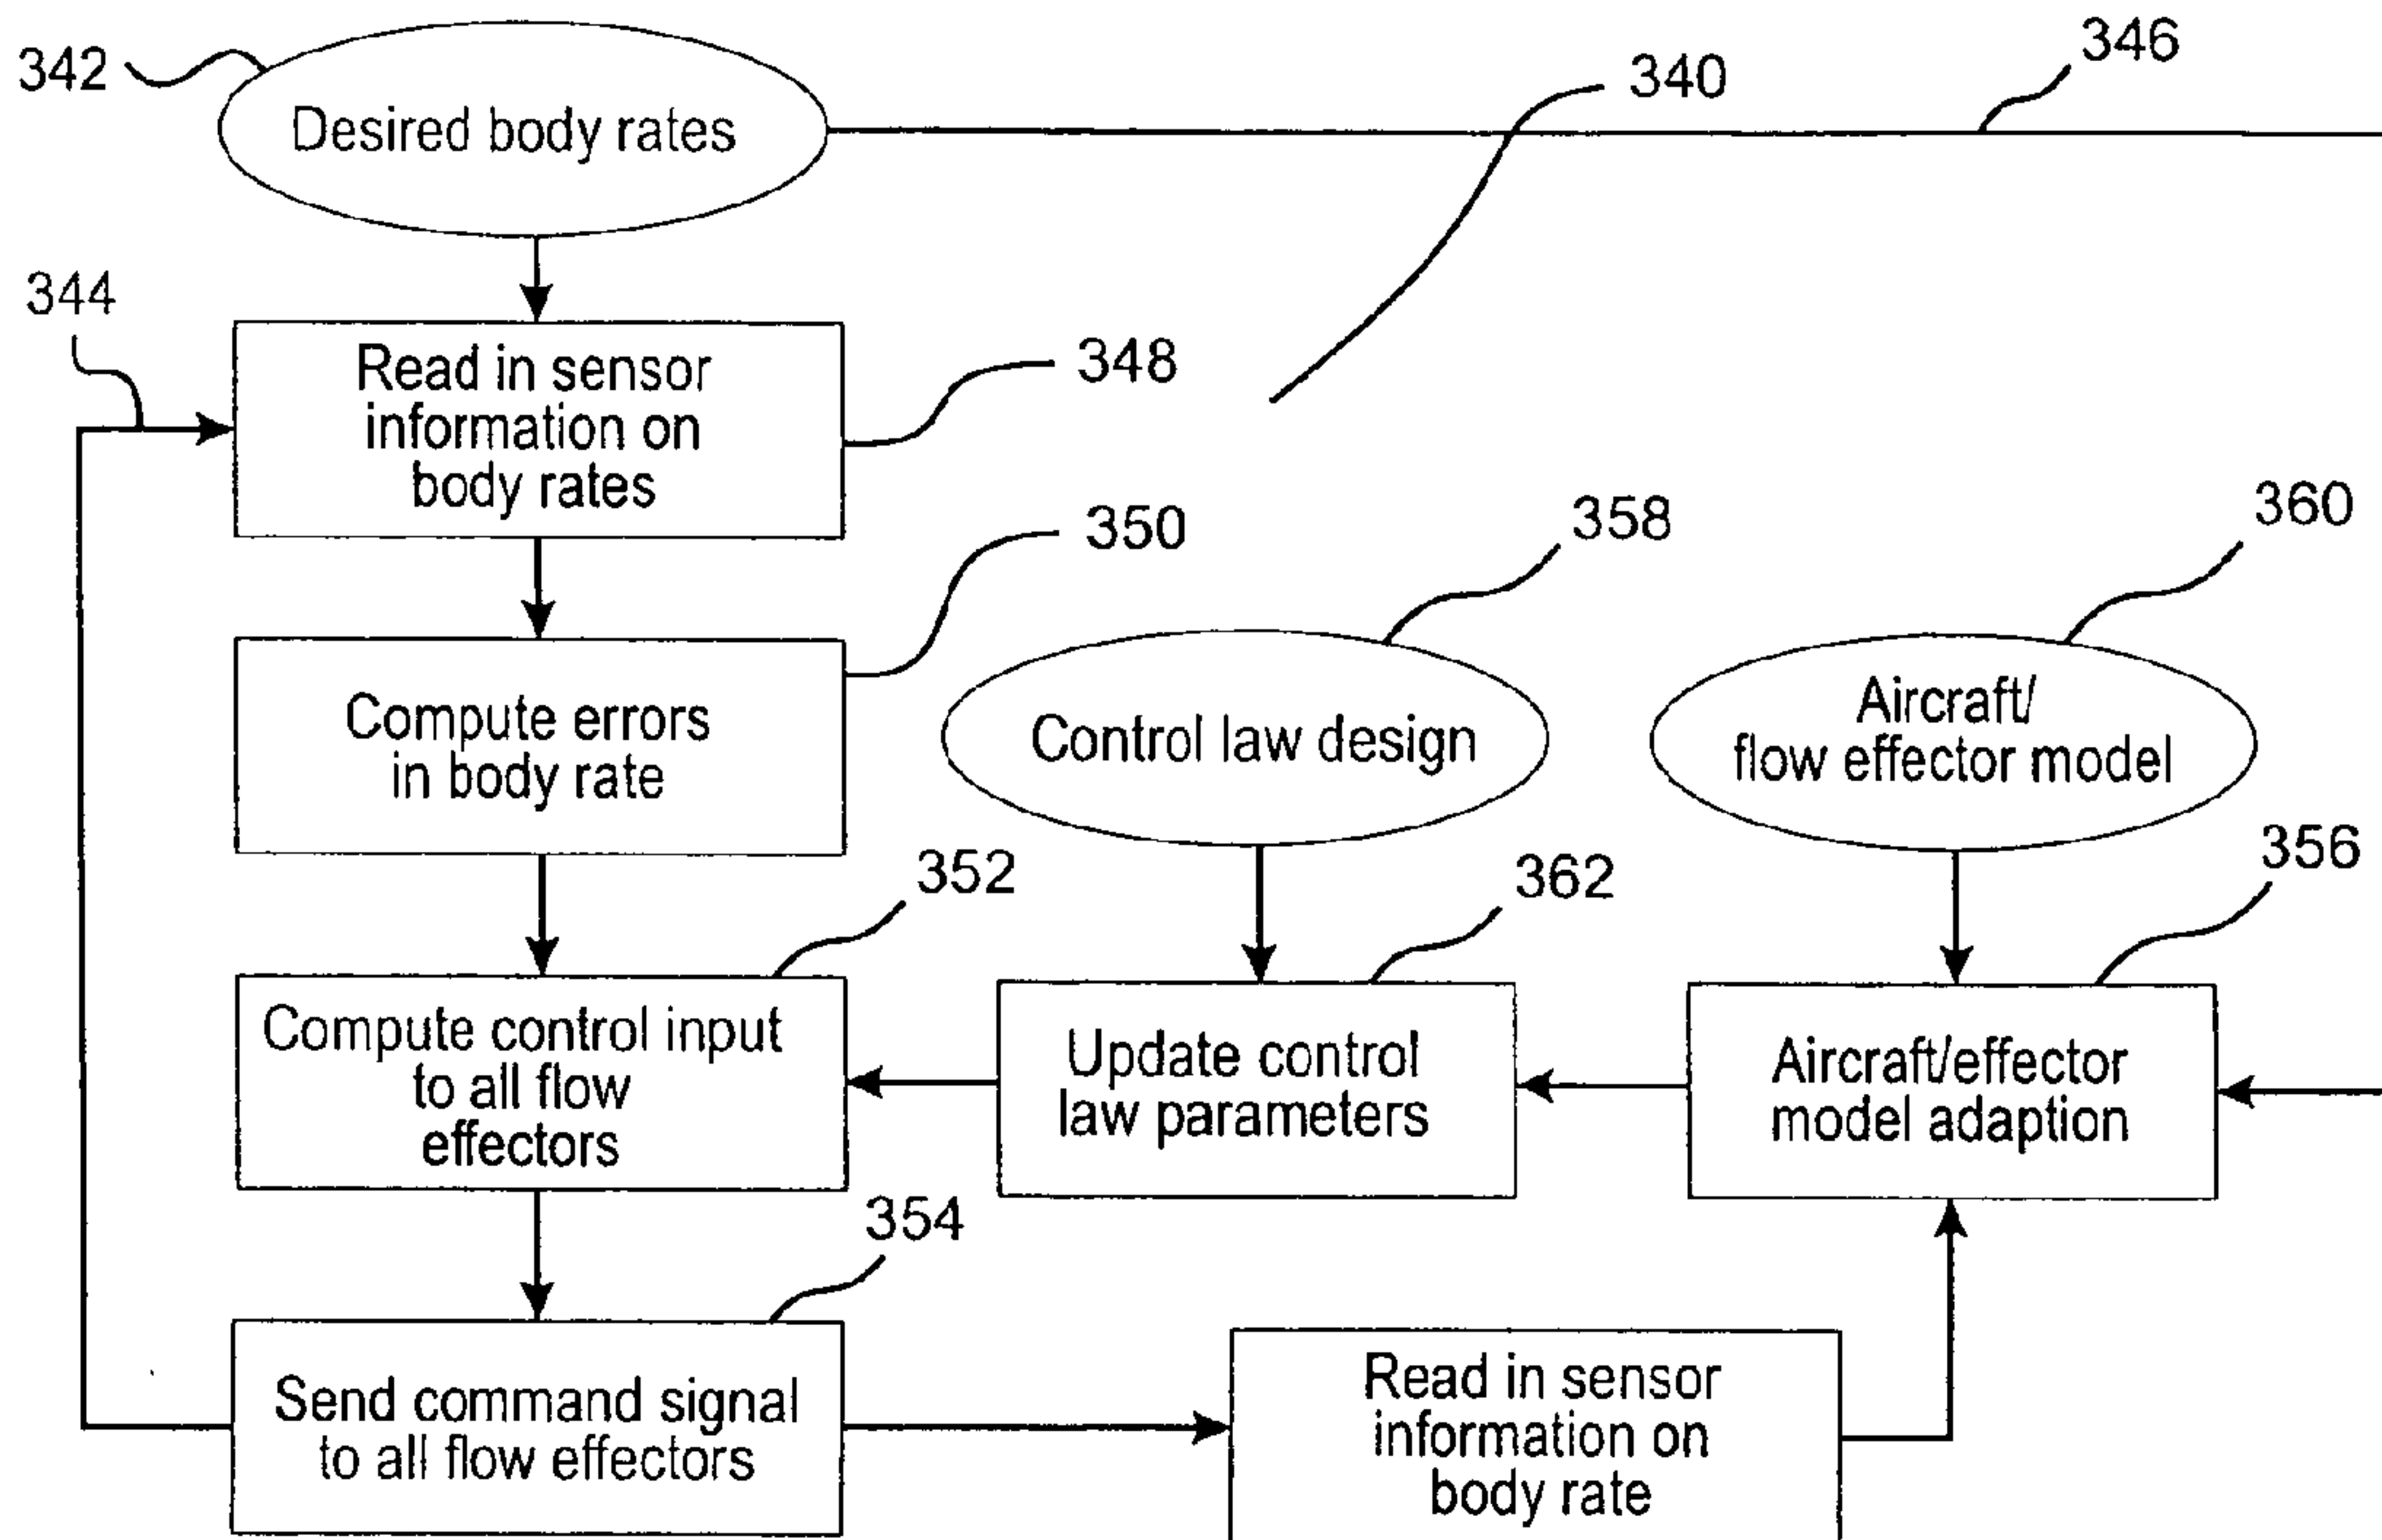 342
Desired body rates
340
346
344
Read in sensor
information on
body rates
348
350
358
360
Compute errors
in body rate
Control law design
Aircraft/
flow effector model
352
362
356
Compute control input
to all flow
effectors
Update control
law parameters
Aircraft/effector
model adaption
354
Send command signal
to all flow effectors
Read in sensor
information on
body rate